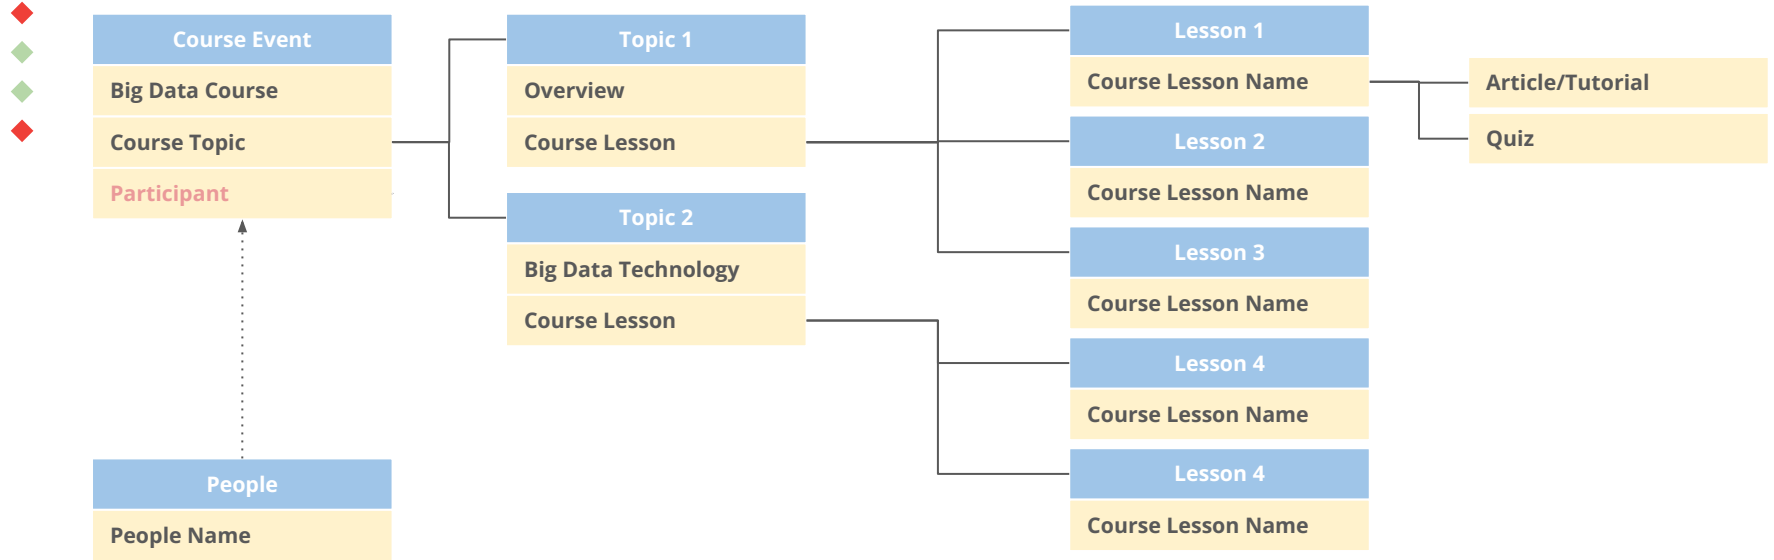 Course Event
Big Data Course
Course Topic
Participant
People
People Name
Topic 1
Overview
Course Lesson
Topic 2
Big Data Technology
Course Lesson
Lesson 1
Course Lesson Name
Lesson 2
Course Lesson Name
Lesson 3
Course Lesson Name
Lesson 4
Course Lesson Name
Lesson 4
Course Lesson Name
Article/Tutorial
Quiz